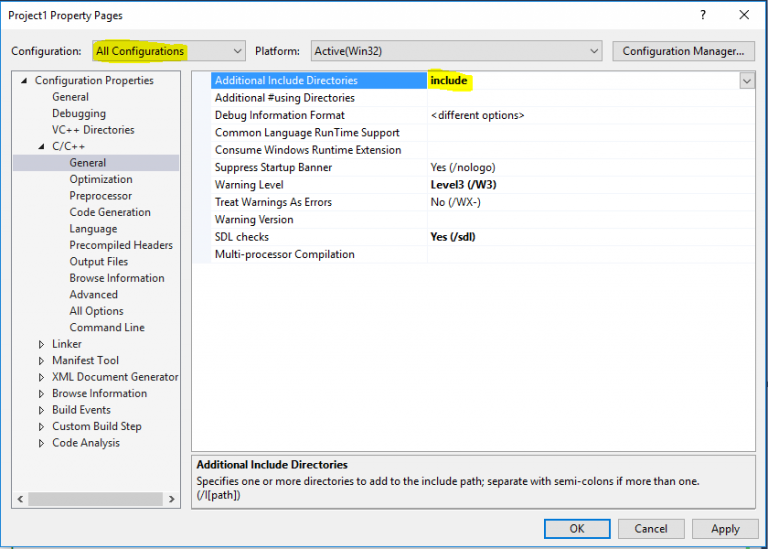 Project1 Property Pages
Configuration: All Configurations Platform: Active(Win32) Configuration Manager...
Configuration Properties
General
Debugging
VC++ Directories
C/C++
General
Optimization
Preprocessor
Code Generation
Language
Precompiled Headers
Output Files
Browse Information
Advanced
All Options
Command Line
Linker
Manifest Tool
XML Document Generator
Browse Information
Build Events
Custom Build Step
Code Analysis
Additional Include Directories include
Additional #using Directories
Debug Information Format <different options>
Common Language RunTime Support
Consume Windows Runtime Extension
Suppress Startup Banner Yes (/nologo)
Warning Level Level3 (/W3)
Treat Warnings As Errors No (/WX-)
Warning Version
SDL checks Yes (/sdl)
Multi-processor Compilation
Additional Include Directories
Specifies one or more directories to add to the include path; separate with semi-colons if more than one.
(/I[path])
OK Cancel Apply